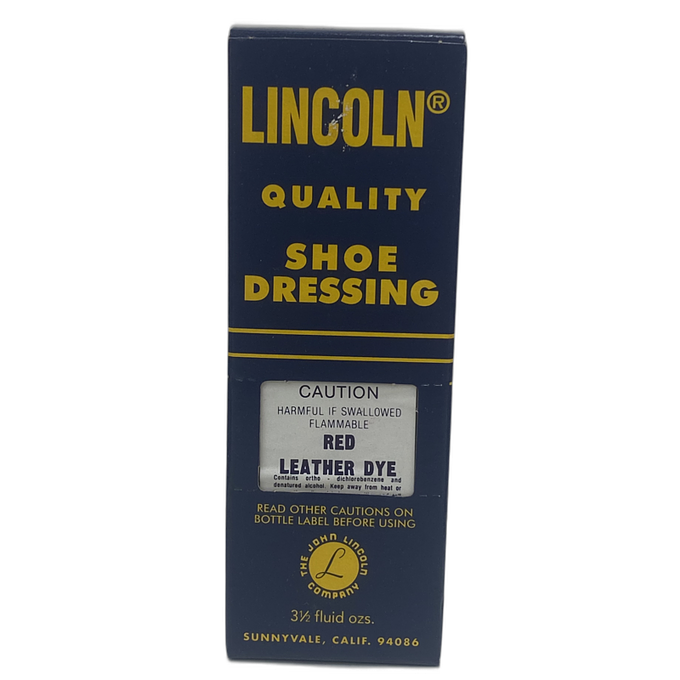 LINCOLN®
QUALITY
SHOE
DRESSING
CAUTION
HARMFUL IF SWALLOWED
FLAMMABLE
RED
LEATHER DYE
Contains ortho - dichlorobenzene and
denatured alcohol. Keep away from heat or
READ OTHER CAUTIONS ON
BOTTLE LABEL BEFORE USING
THE JOHN LINCOLN
L
COMPANY
3½ fluid ozs.
SUNNYVALE, CALIF. 94086